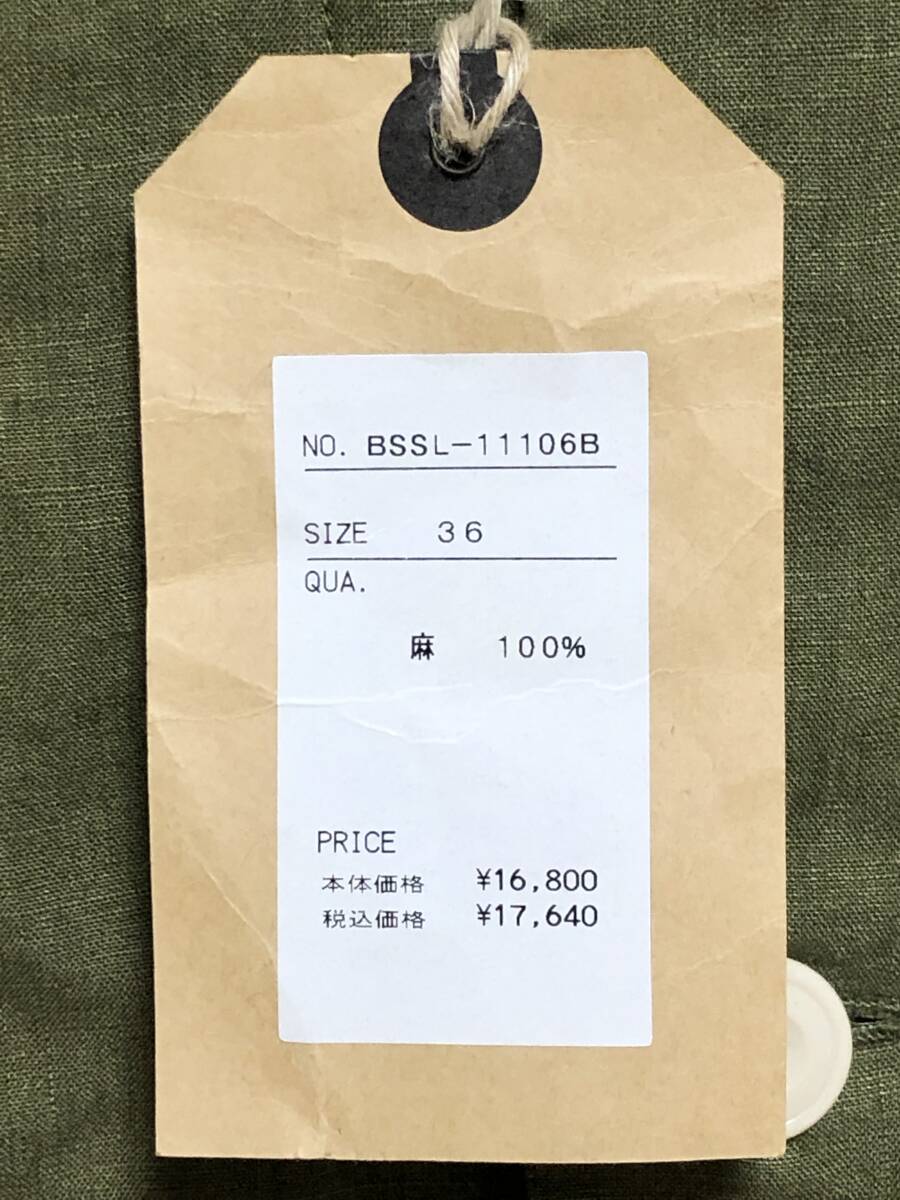 NO. BSSL-11106B
SIZE 36
QUA.
麻 100%
PRICE
本体価格 ¥16,800
税込価格 ¥17,640